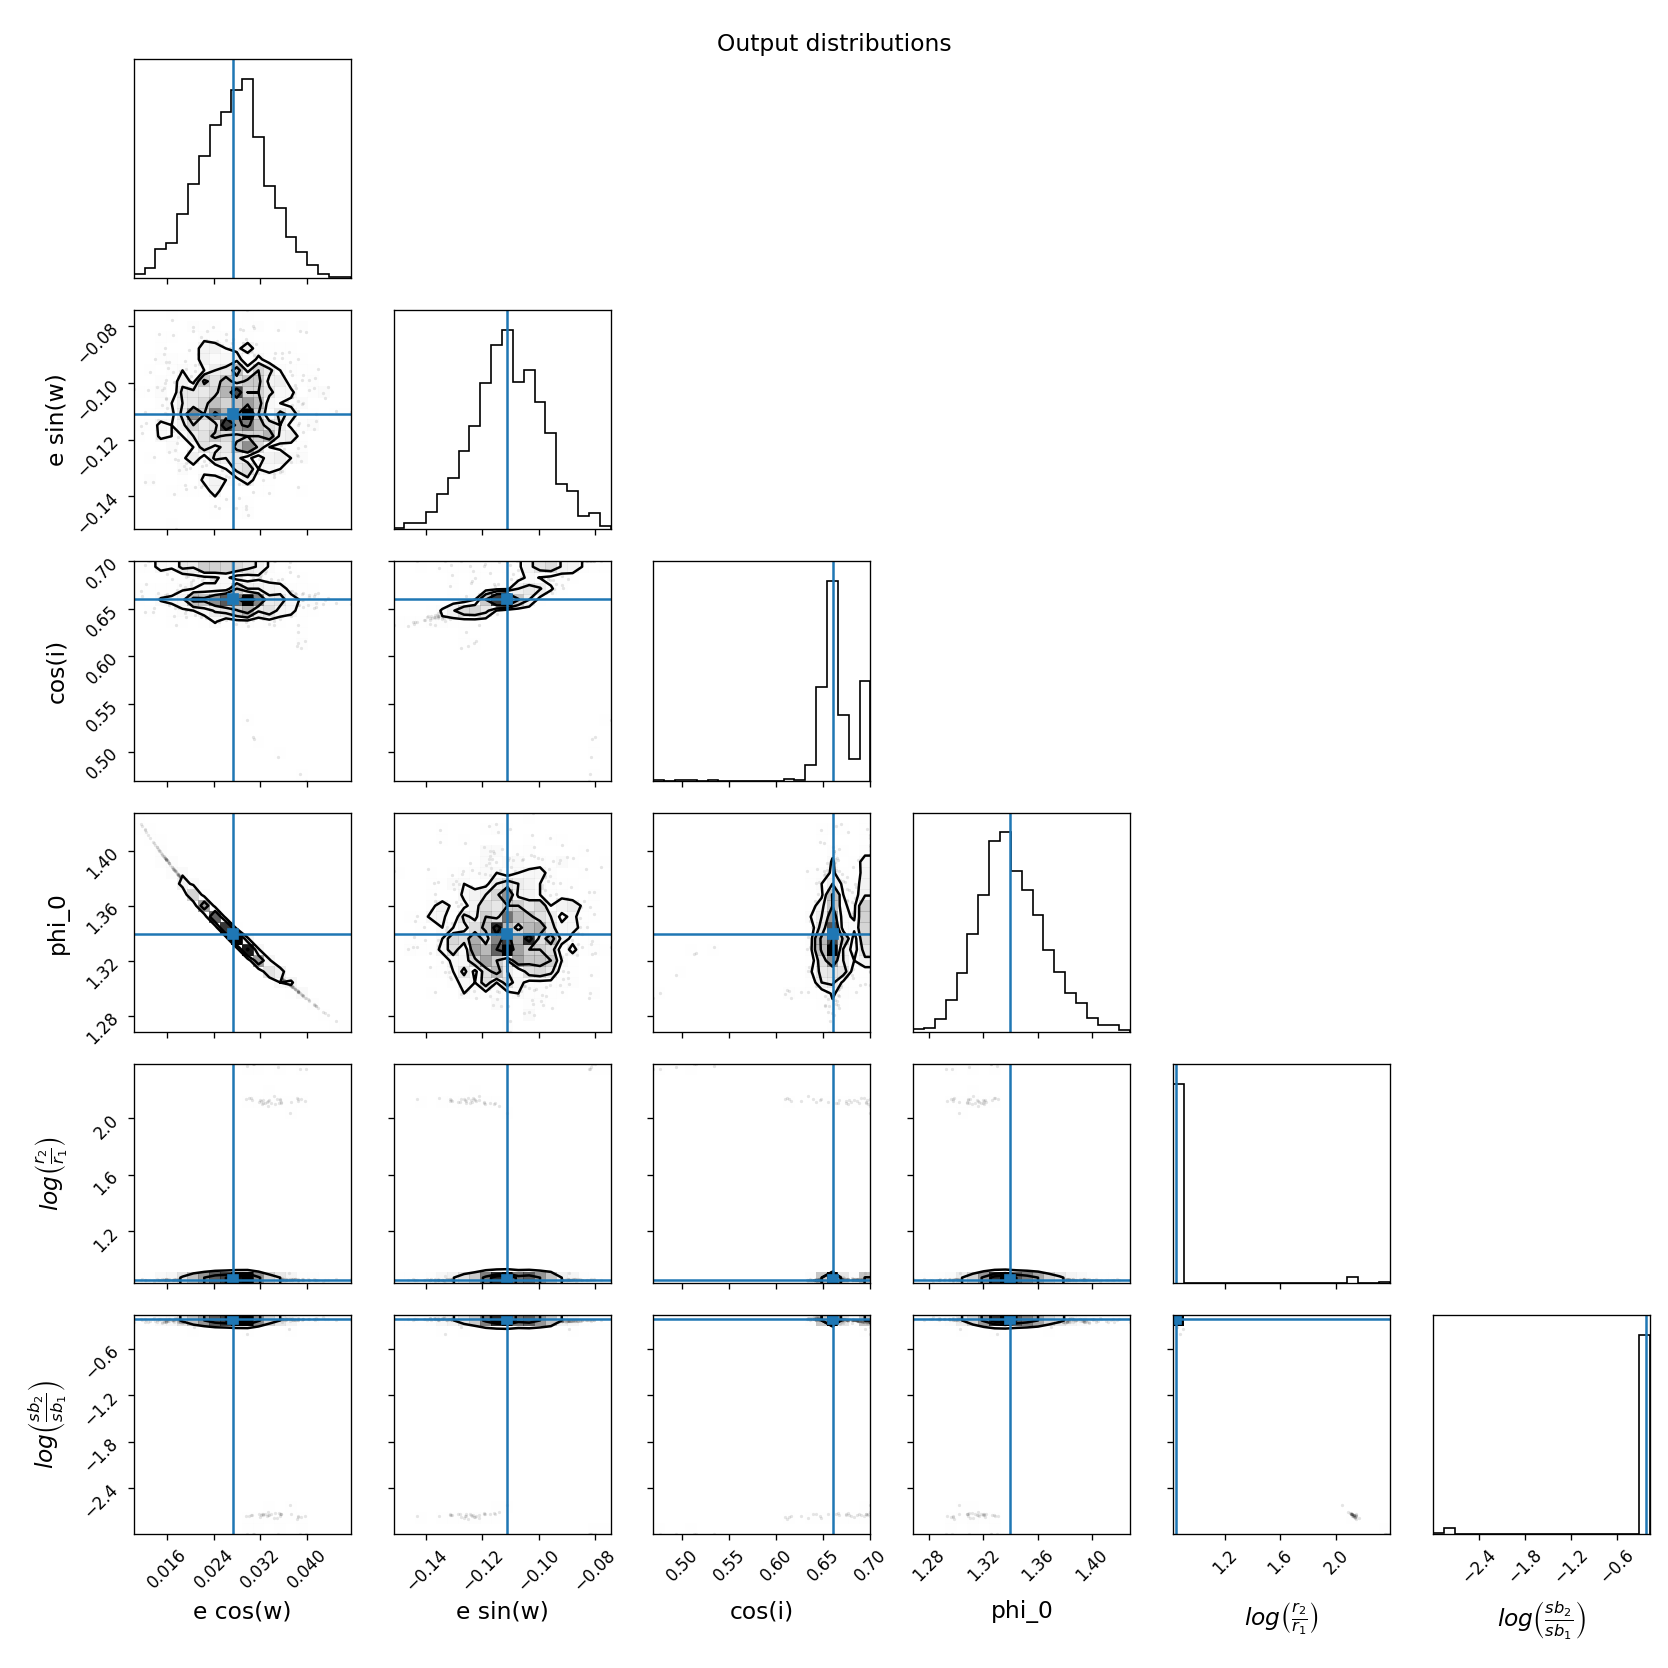 Output distributions
−0.08
−0.10
−0.12
−0.14
e sin(w)
0.70
0.65
0.60
0.55
0.50
cos(i)
1.40
1.36
1.32
1.28
phi_0
2.0
1.6
1.2
log(r₂/r₁)
−0.6
−1.2
−1.8
−2.4
log(sb₂/sb₁)
0.016 0.024 0.032 0.040 −0.14 −0.12 −0.10 −0.08 0.50 0.55 0.60 0.65 0.70 1.28 1.32 1.36 1.40 1.2 1.6 2.0 −2.4 −1.8 −1.2 −0.6
e cos(w) e sin(w) cos(i) phi_0 log(r₂/r₁) log(sb₂/sb₁)